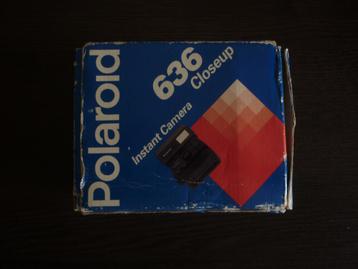 Polaroid
636
Closeup
Instant Camera